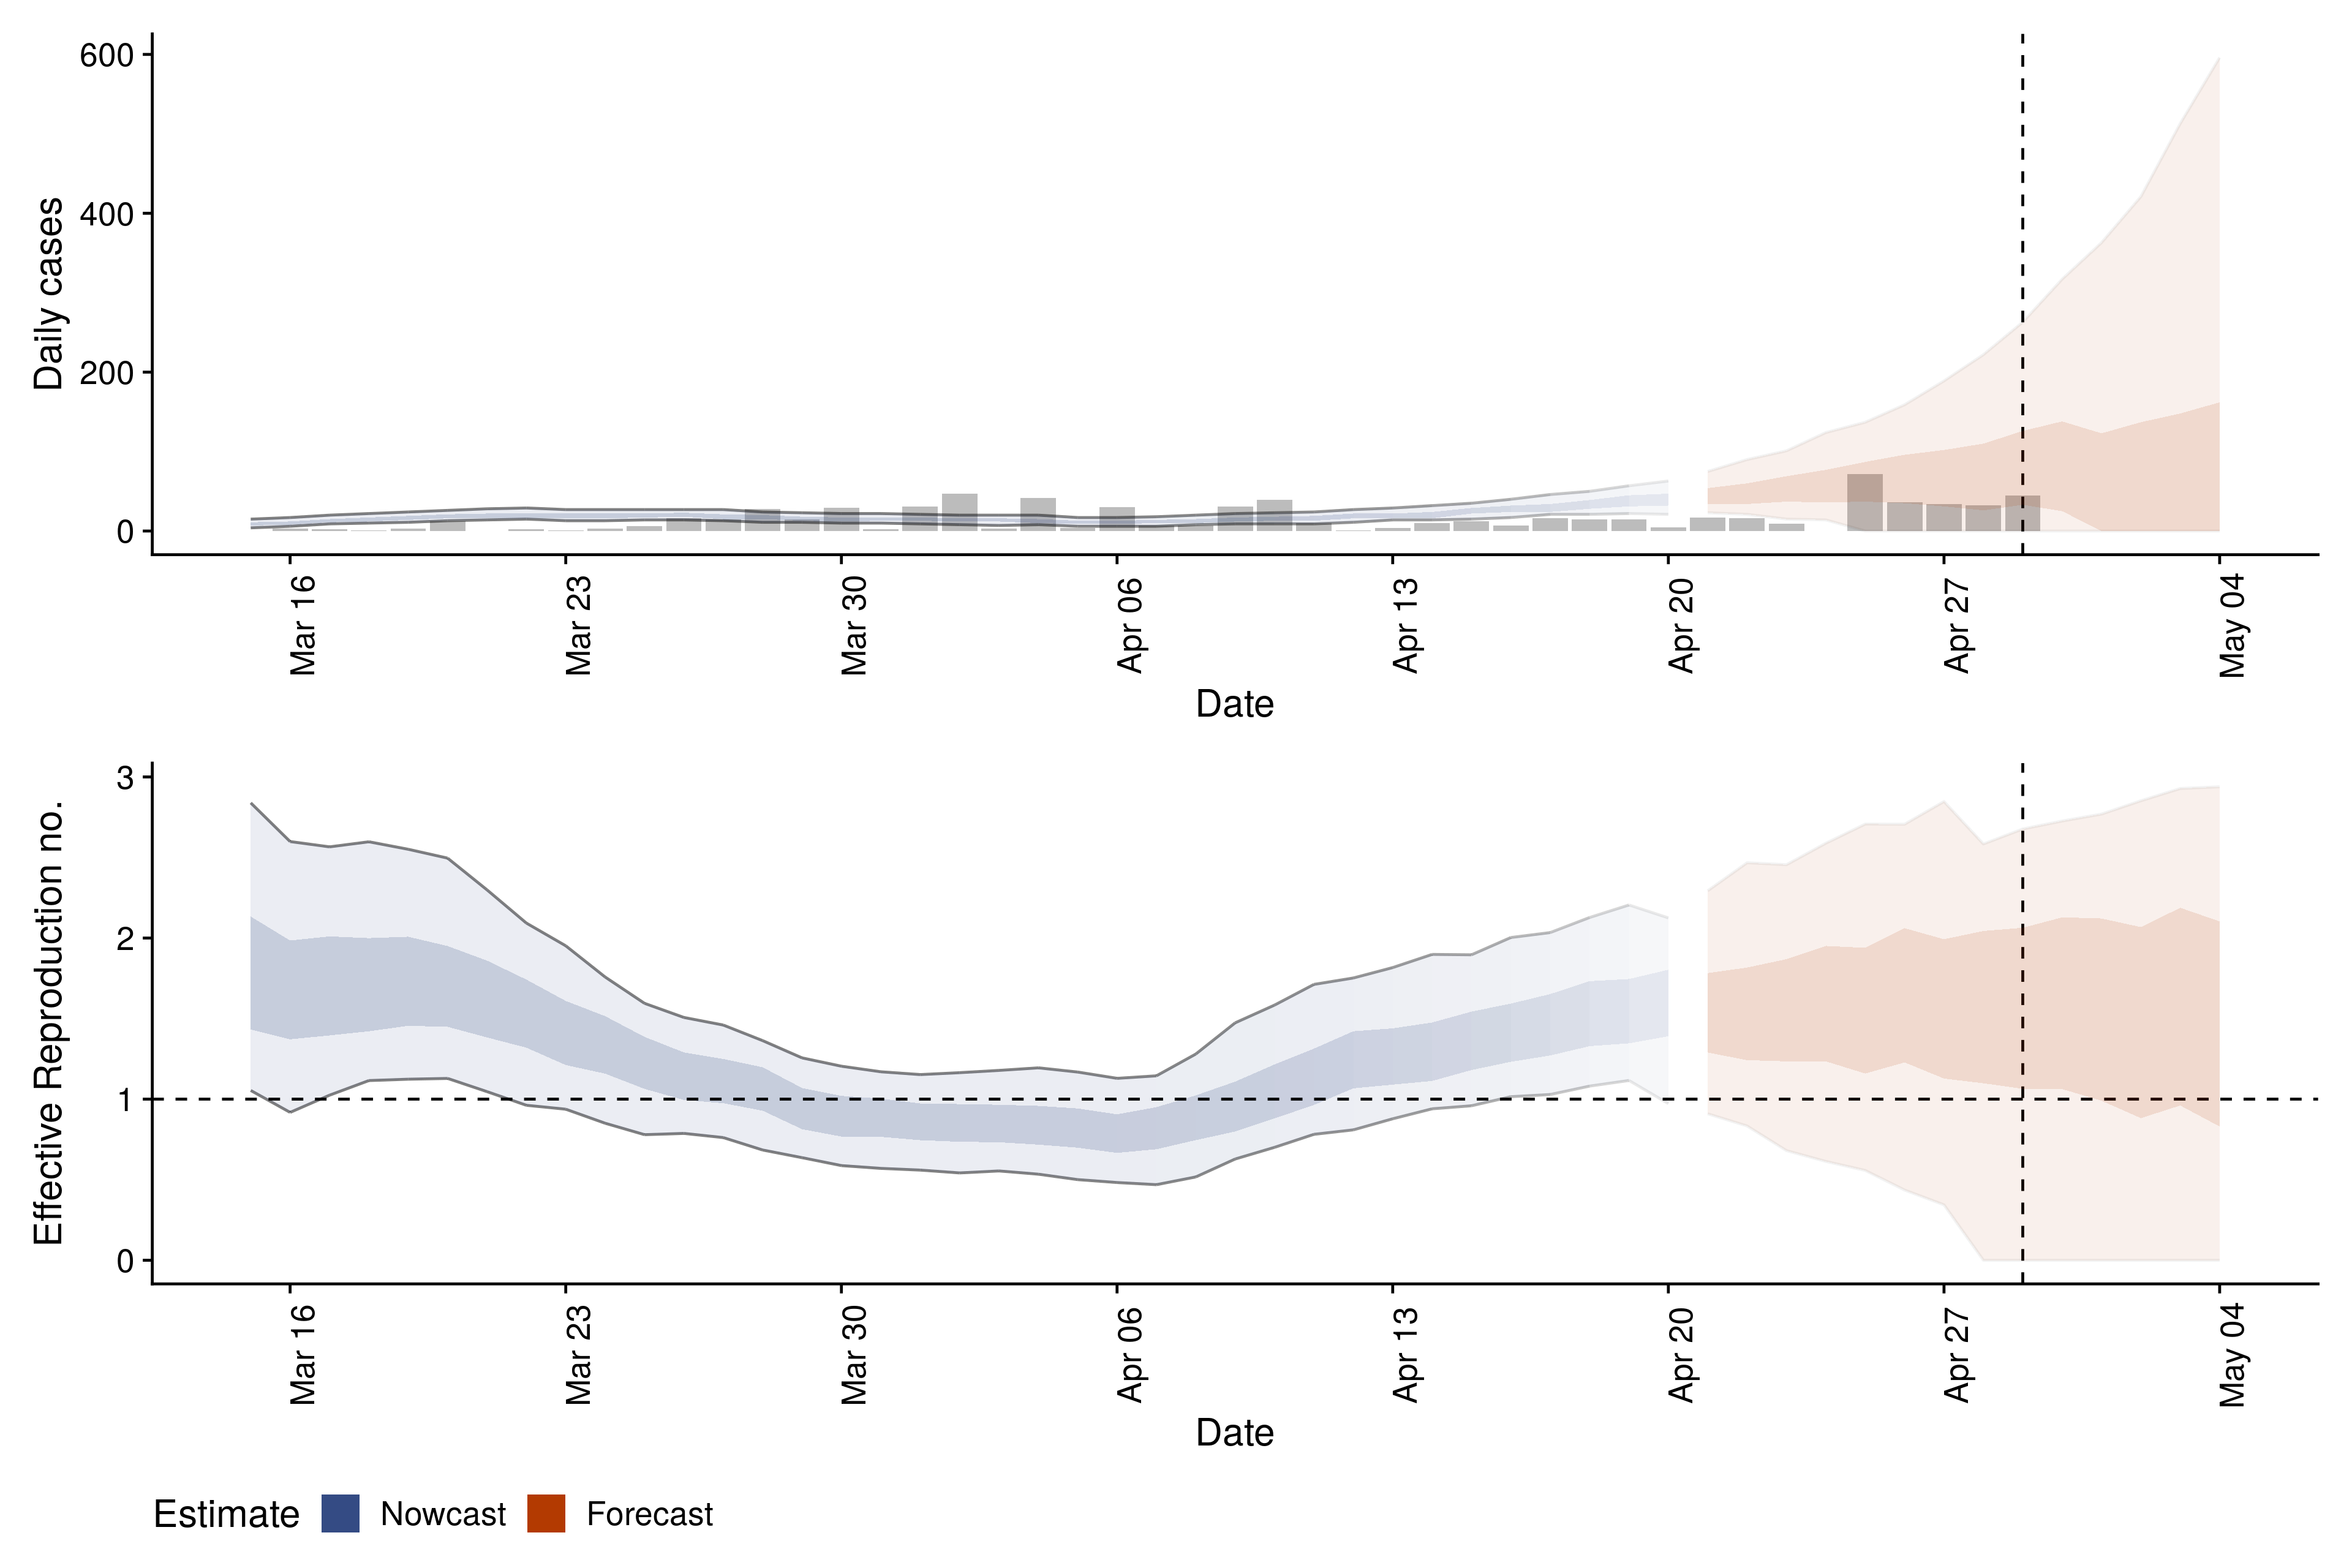 600
400
200
0
Daily cases
Mar 16
Mar 23
Mar 30
Apr 06
Apr 13
Apr 20
Apr 27
May 04
Date
3
2
1
0
Effective Reproduction no.
Mar 16
Mar 23
Mar 30
Apr 06
Apr 13
Apr 20
Apr 27
May 04
Date
Estimate Nowcast Forecast